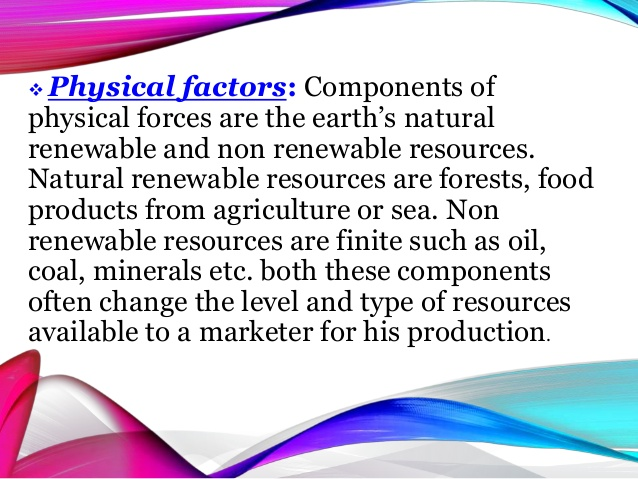 ❖ Physical factors: Components of
physical forces are the earth’s natural
renewable and non renewable resources.
Natural renewable resources are forests, food
products from agriculture or sea. Non
renewable resources are finite such as oil,
coal, minerals etc. both these components
often change the level and type of resources
available to a marketer for his production.